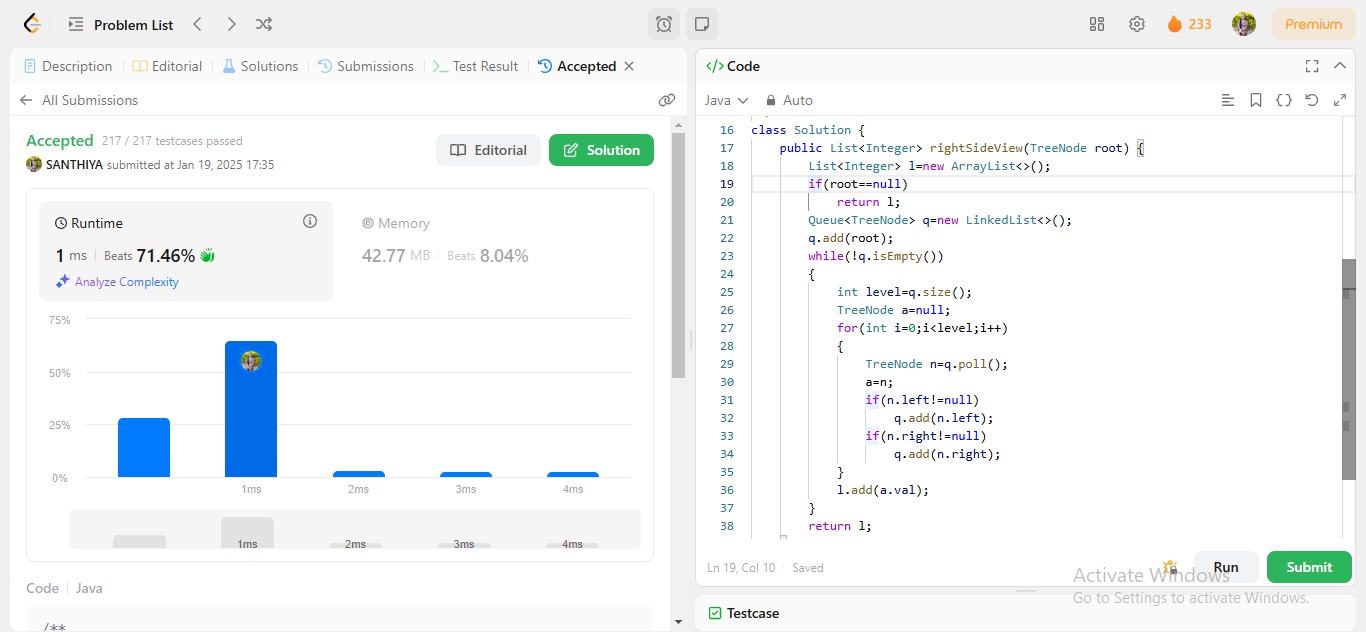 Problem List
233
Premium
Description
Editorial
Solutions
Submissions
Test Result
Accepted
All Submissions
Accepted 217 / 217 testcases passed
SANTHIYA submitted at Jan 19, 2025 17:35
Editorial
Solution
Runtime
1 ms Beats 71.46%
Analyze Complexity
Memory
42.77 MB Beats 8.04%
75%
50%
25%
0%
1ms 2ms 3ms 4ms
1ms 2ms 3ms 4ms
Code Java
/**
</> Code
Java Auto
16 class Solution {
17 public List<Integer> rightSideView(TreeNode root) {
18 List<Integer> l=new ArrayList<>();
19 if(root==null)
20 return l;
21 Queue<TreeNode> q=new LinkedList<>();
22 q.add(root);
23 while(!q.isEmpty())
24 {
25 int level=q.size();
26 TreeNode a=null;
27 for(int i=0;i<level;i++)
28 {
29 TreeNode n=q.poll();
30 a=n;
31 if(n.left!=null)
32 q.add(n.left);
33 if(n.right!=null)
34 q.add(n.right);
35 }
36 l.add(a.val);
37 }
38 return l;
Ln 19, Col 10 Saved
Run
Submit
Activate Windows
Go to Settings to activate Windows.
Testcase